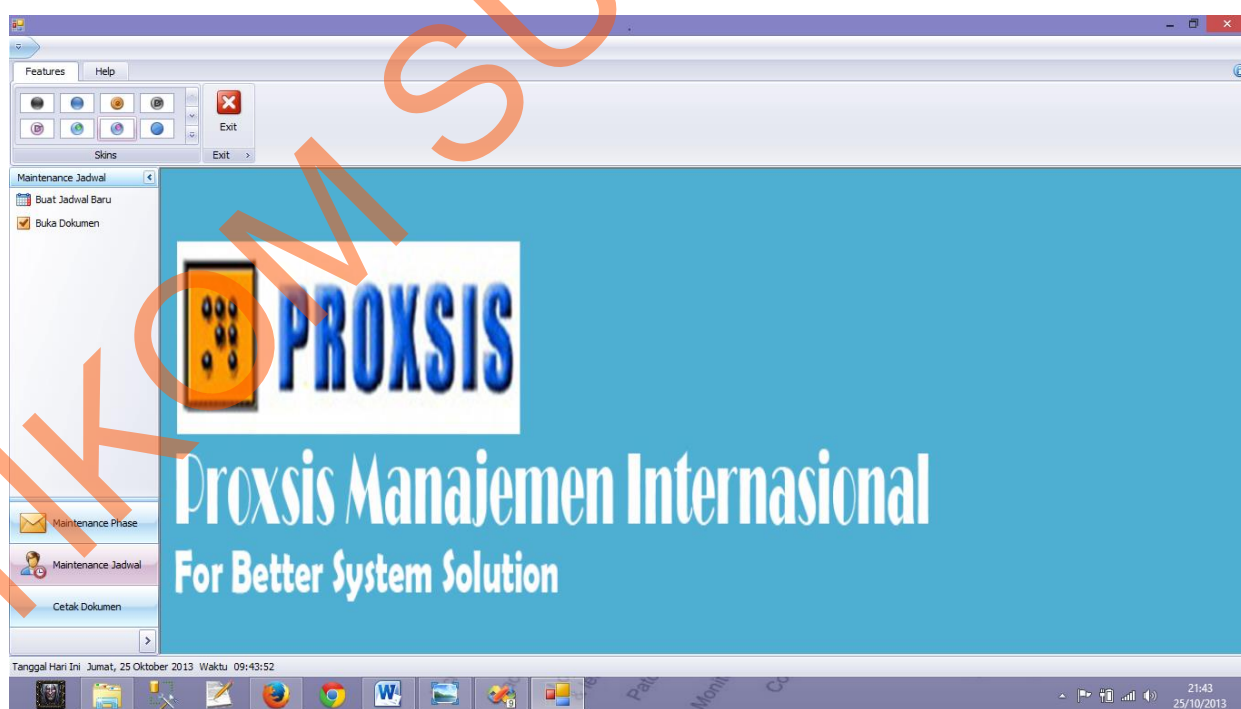 Features Help
Exit
Skins Exit
Maintenance Jadwal
Buat Jadwal Baru
Buka Dokumen
PROXSIS
Proxsis Manajemen Internasional
For Better System Solution
Maintenance Phase
Maintenance Jadwal
Cetak Dokumen
Tanggal Hari Ini Jumat, 25 Oktober 2013 Waktu 09:43:52
21:43
25/10/2013
IKOM SU